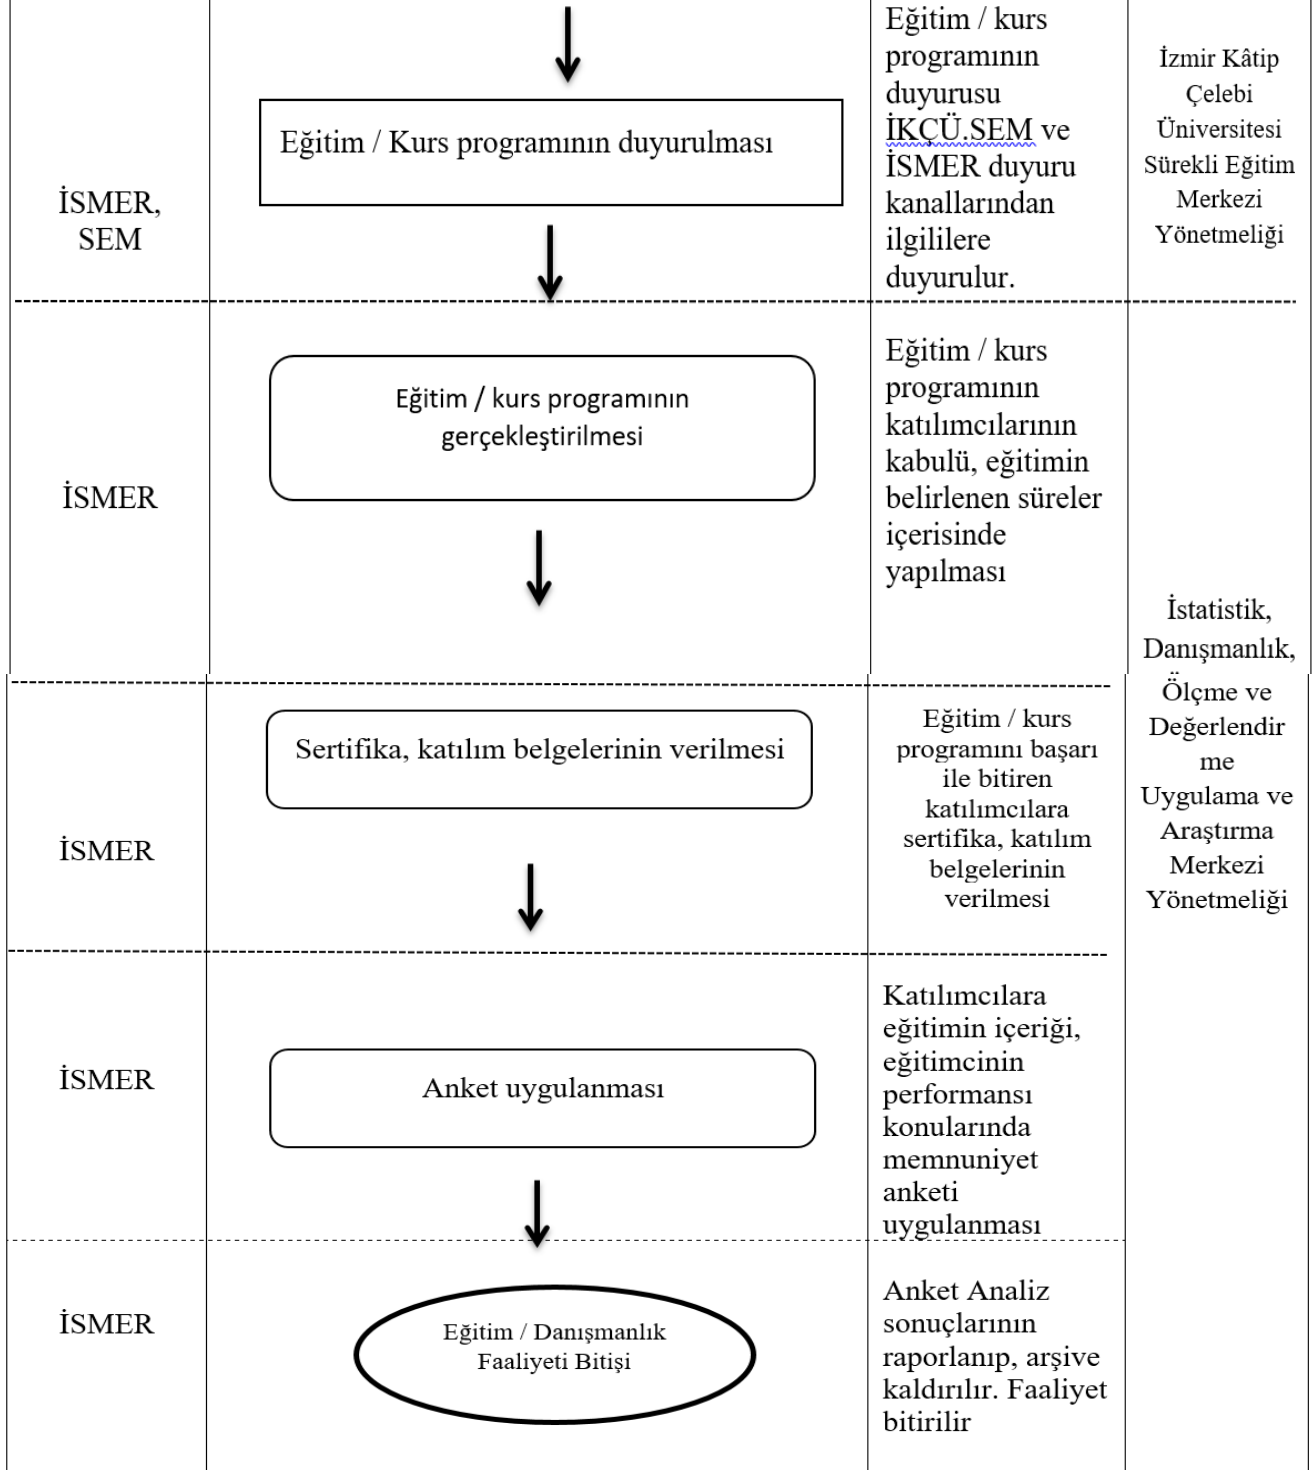 İSMER,
SEM
Eğitim / Kurs programının duyurulması
Eğitim / kurs
programının
duyurusu
İKÇÜ.SEM ve
İSMER duyuru
kanallarından
ilgililere
duyurulur.
İzmir Kâtip
Çelebi
Üniversitesi
Sürekli Eğitim
Merkezi
Yönetmeliği
İSMER
Eğitim / kurs programının
gerçekleştirilmesi
Eğitim / kurs
programının
katılımcılarının
kabulü, eğitimin
belirlenen süreler
içerisinde
yapılması
İstatistik,
Danışmanlık,
Ölçme ve
Değerlendir
me
Uygulama ve
Araştırma
Merkezi
Yönetmeliği
İSMER
Sertifika, katılım belgelerinin verilmesi
Eğitim / kurs
programını başarı
ile bitiren
katılımcılara
sertifika, katılım
belgelerinin
verilmesi
İSMER
Anket uygulanması
Katılımcılara
eğitimin içeriği,
eğitimcinin
performansı
konularında
memnuniyet
anketi
uygulanması
İSMER
Eğitim / Danışmanlık
Faaliyeti Bitişi
Anket Analiz
sonuçlarının
raporlanıp, arşive
kaldırılır. Faaliyet
bitirilir